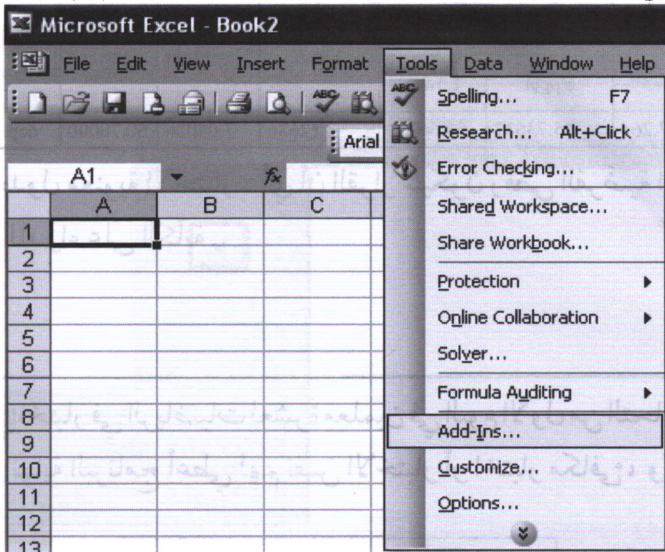 Microsoft Excel - Book2
File Edit View Insert Format Tools Data Window Help
Arial
A1 fx
A B C
1
2
3
4
5
6
7
8
9
10
11
12
13
Spelling... F7
Research... Alt+Click
Error Checking...
Shared Workspace...
Share Workbook...
Protection
Online Collaboration
Solver...
Formula Auditing
Add-Ins...
Customize...
Options...